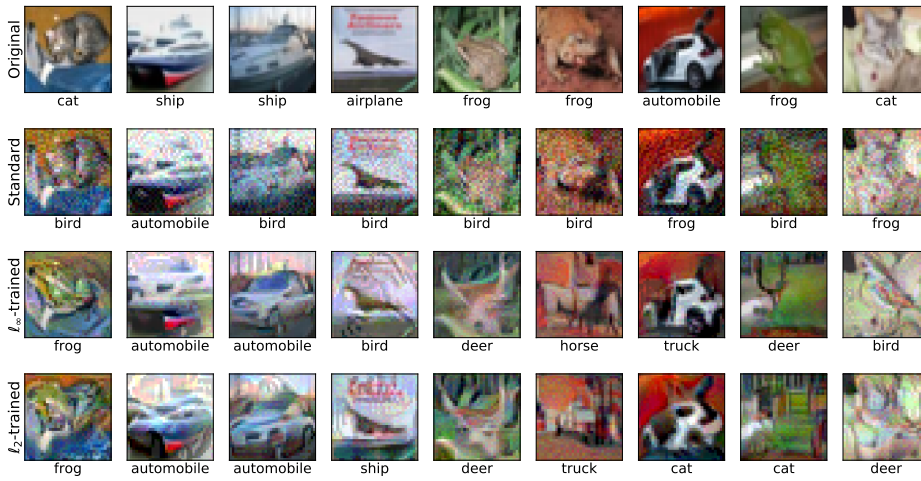 Original
cat ship ship airplane frog frog automobile frog cat
Standard
bird automobile bird bird bird bird frog bird frog
ℓ∞-trained
frog automobile automobile bird deer horse truck deer bird
ℓ2-trained
frog automobile automobile ship deer truck cat cat deer